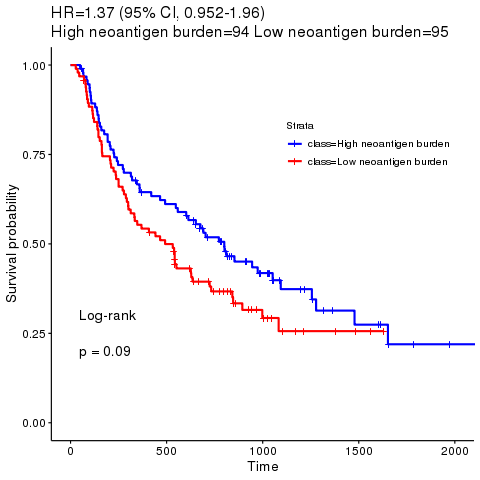 HR=1.37 (95% CI, 0.952-1.96)
High neoantigen burden=94 Low neoantigen burden=95
1.00
0.75
0.50
0.25
0.00
Survival probability
Strata
class=High neoantigen burden
class=Low neoantigen burden
Log-rank
p = 0.09
0 500 1000 1500 2000
Time